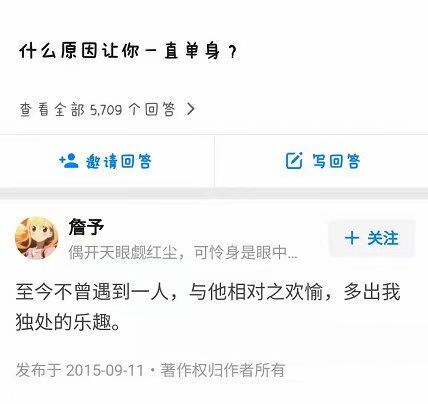 什么原因让你一直单身？
查看全部 5,709 个回答 >
邀请回答
写回答
詹予
+ 关注
偶开天眼觑红尘，可怜身是眼中...
至今不曾遇到一人，与他相对之欢愉，多出我
独处的乐趣。
发布于 2015-09-11・著作权归作者所有